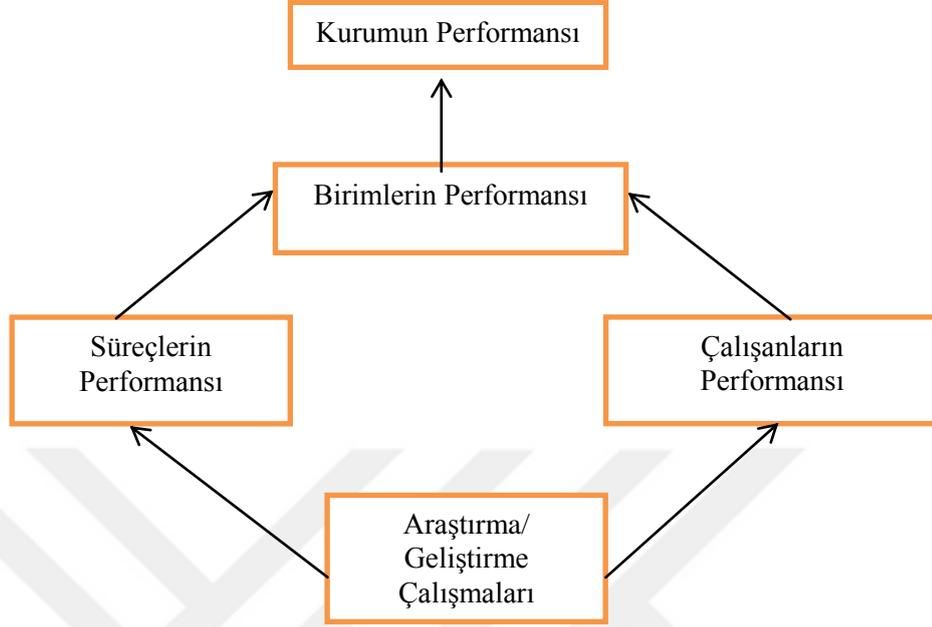 Kurumun Performansı
Birimlerin Performansı
Süreçlerin
Performansı
Çalışanların
Performansı
Araştırma/
Geliştirme
Çalışmaları